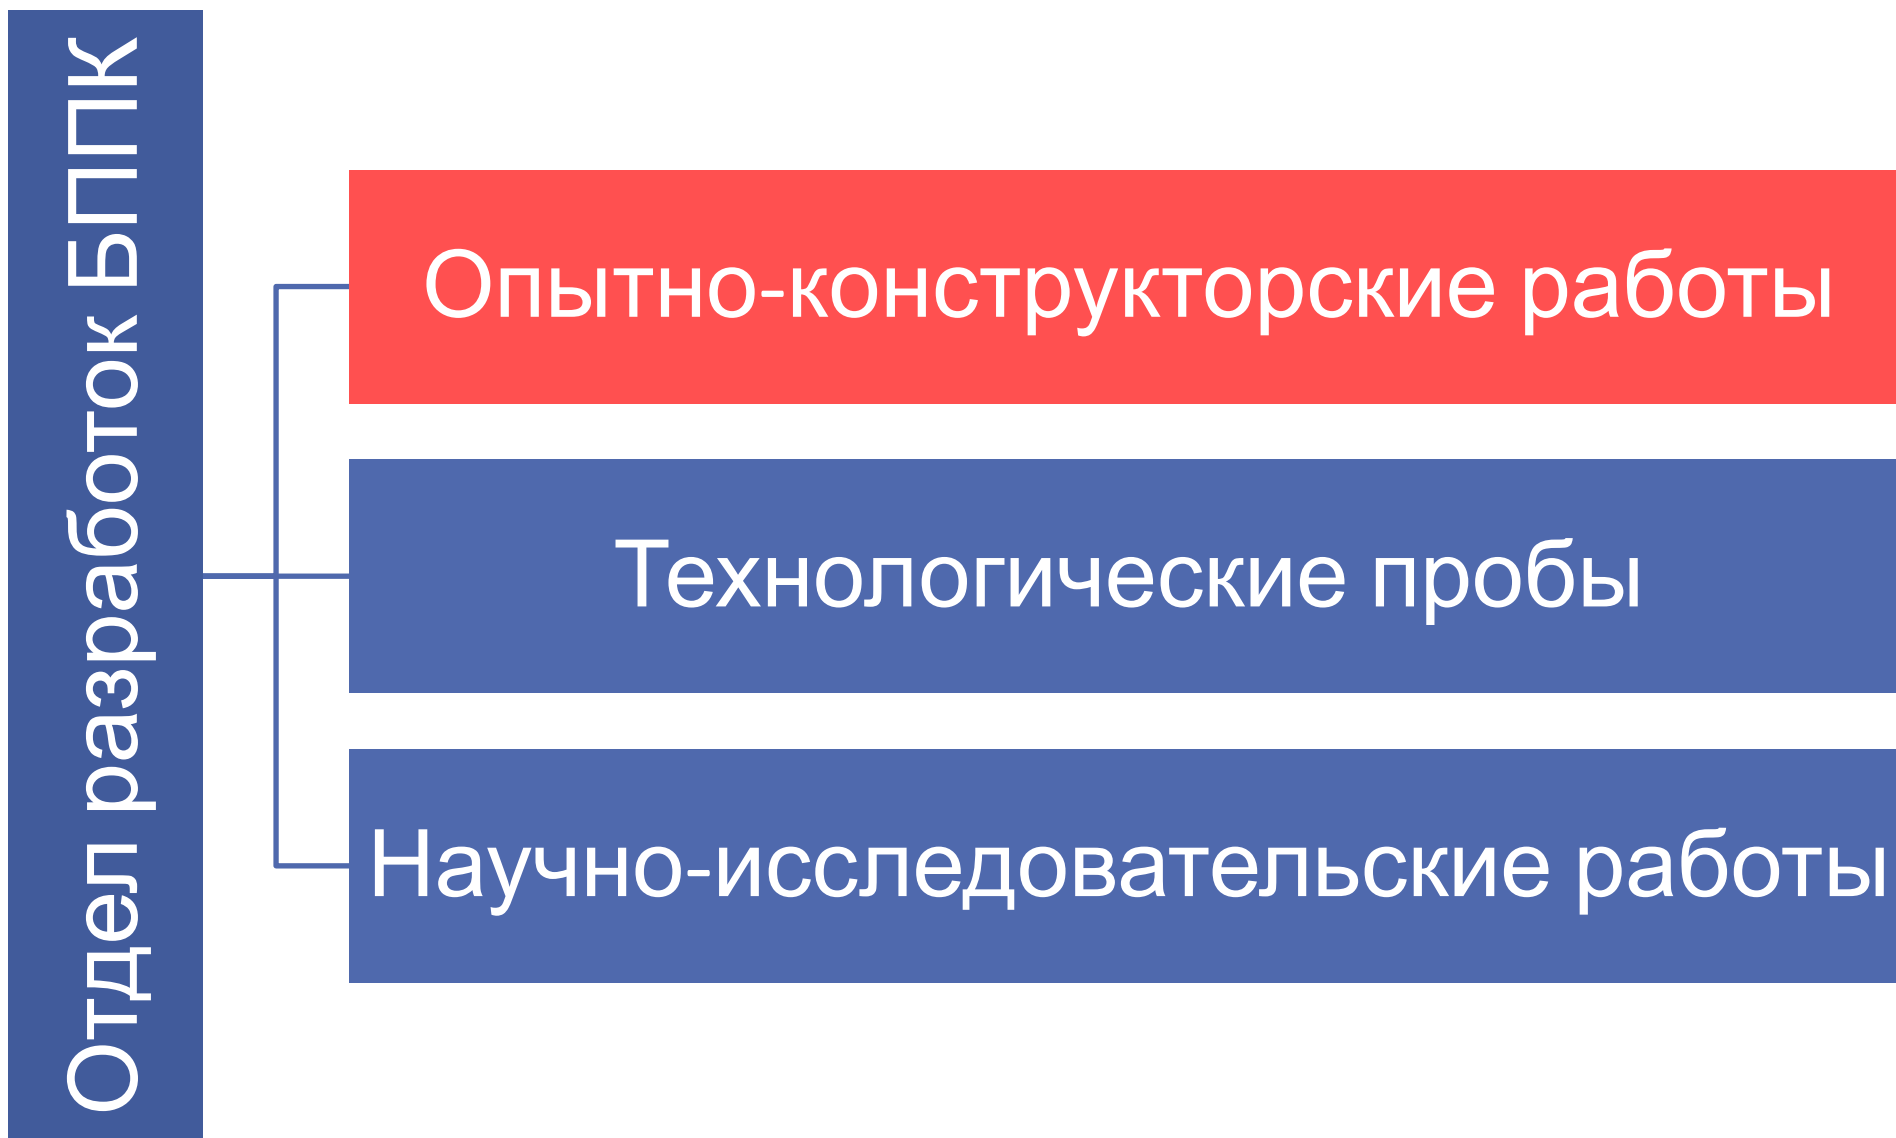 Отдел разработок БППК
Опытно-конструкторские работы
Технологические пробы
Научно-исследовательские работы